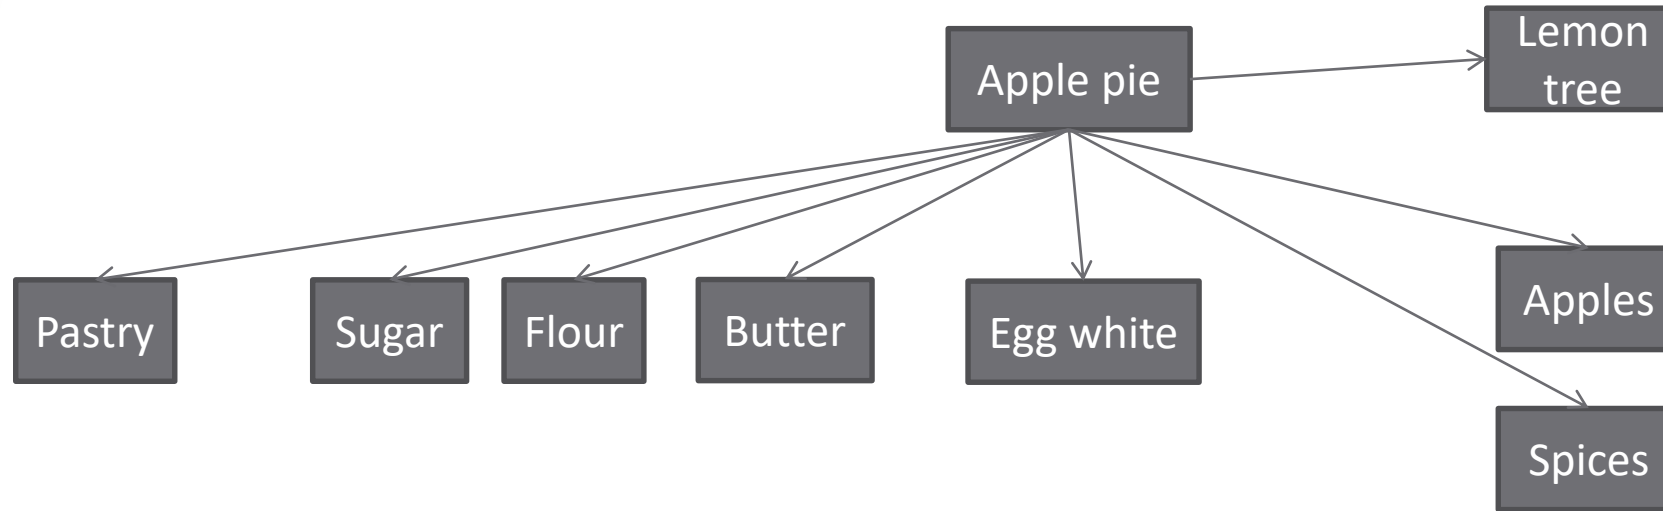 Lemon
tree
Apple pie
Pastry
Sugar
Flour
Butter
Egg white
Apples
Spices